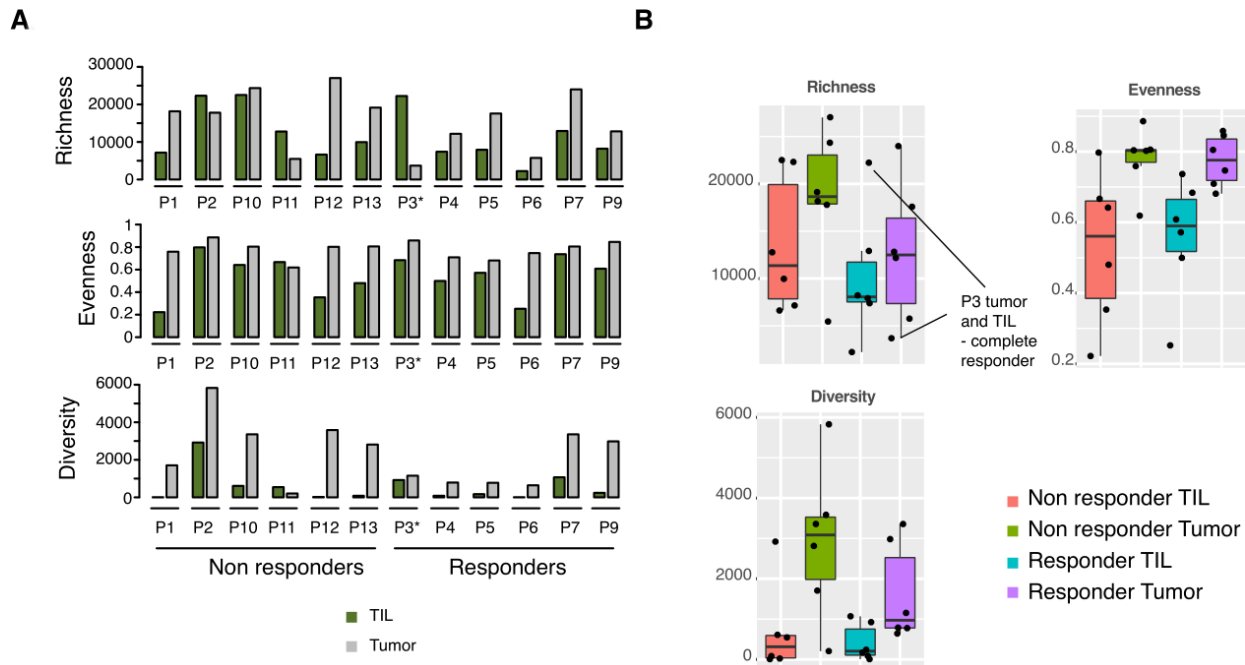 A
B
Richness
30000
20000
10000
0
P1 P2 P10 P11 P12 P13 P3* P4 P5 P6 P7 P9
Evenness
1
0.8
0.6
0.4
0.2
0
P1 P2 P10 P11 P12 P13 P3* P4 P5 P6 P7 P9
Diversity
6000
4000
2000
0
P1 P2 P10 P11 P12 P13 P3* P4 P5 P6 P7 P9
Non responders Responders
TIL
Tumor
Richness
20000
10000
P3 tumor
and TIL
- complete
responder
Evenness
0.8
0.6
0.4
0.2
Diversity
6000
4000
2000
0
Non responder TIL
Non responder Tumor
Responder TIL
Responder Tumor